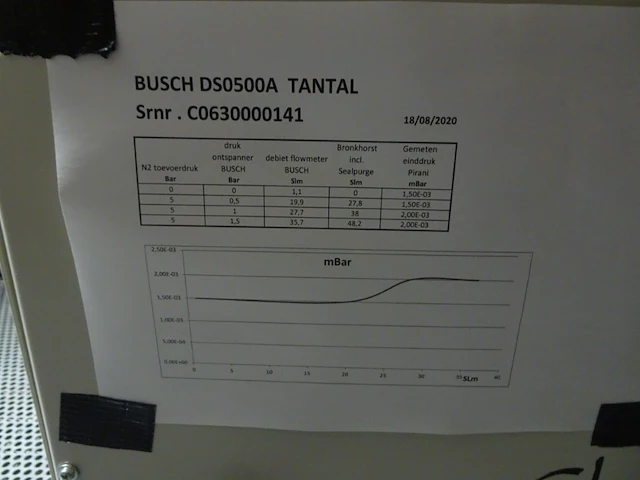 BUSCH DS0500A TANTAL
Srnr . C0630000141
18/08/2020
N2 toevoerdruk Bar | druk ontspanner BUSCH Bar | debiet flowmeter BUSCH Slm | Bronkhorst incl. Sealpurge Slm | Gemeten einddruk Pirani mBar
0 0 1,1 0 1,50E-03
5 0,5 19,9 27,8 1,50E-03
5 1 27,7 38 2,00E-03
5 1,5 35,7 48,2 2,00E-03
mBar
2,50E-03
2,00E-03
1,50E-03
1,00E-03
5,00E-04
0,00E+00
0 5 10 15 20 25 30 35 SLm 40